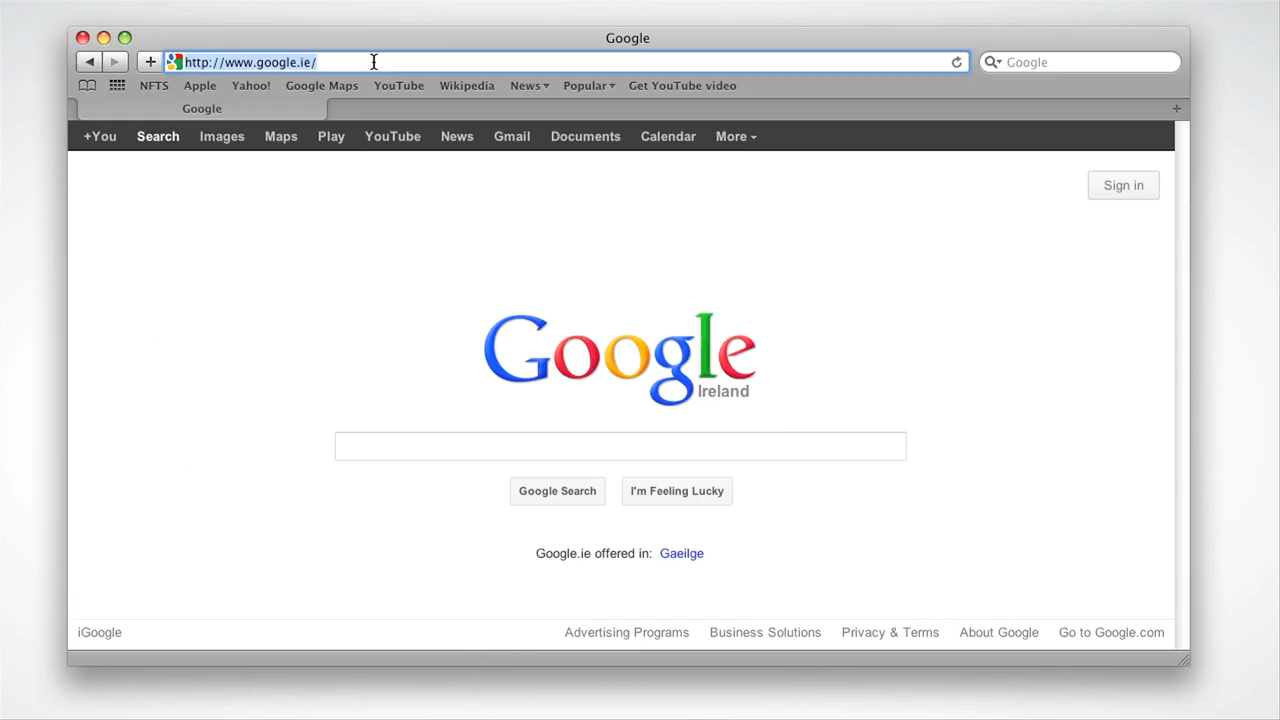 Google
http://www.google.ie/
Google
NFTS Apple Yahoo! Google Maps YouTube Wikipedia News Popular Get YouTube video
Google
+You Search Images Maps Play YouTube News Gmail Documents Calendar More
Sign in
Google
Ireland
Google Search I'm Feeling Lucky
Google.ie offered in: Gaeilge
iGoogle Advertising Programs Business Solutions Privacy & Terms About Google Go to Google.com